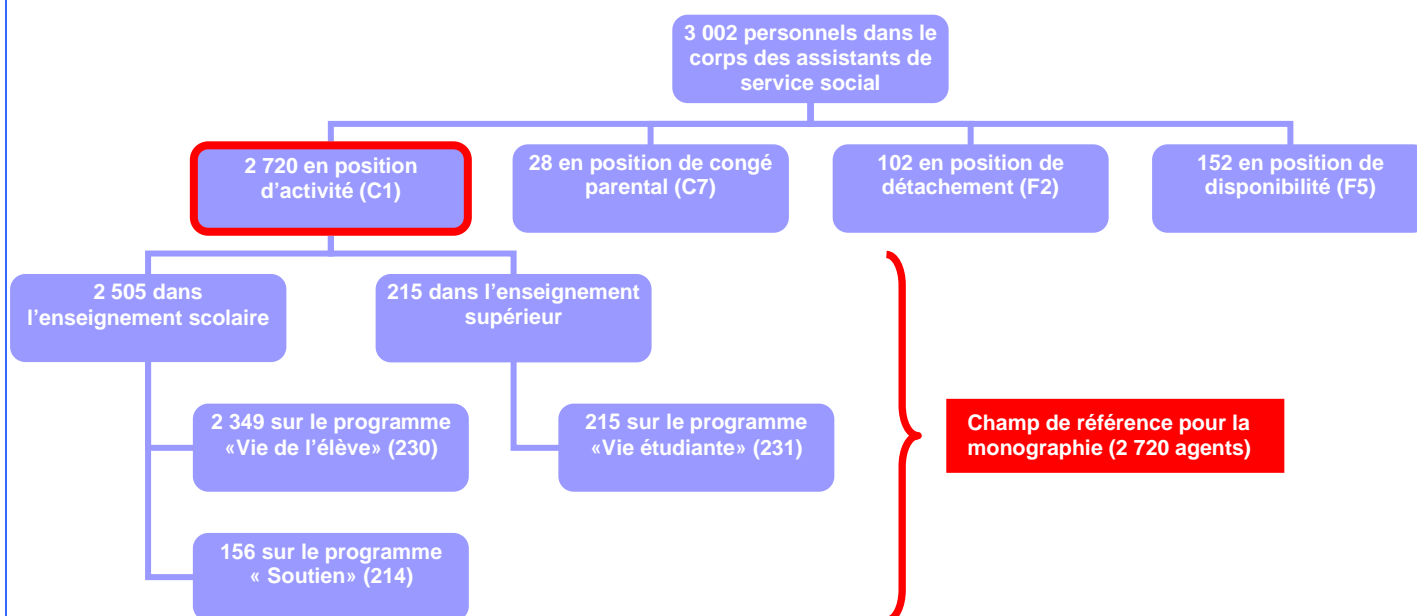 3 002 personnels dans le
corps des assistants de
service social
2 720 en position
d’activité (C1)
28 en position de congé
parental (C7)
102 en position de
détachement (F2)
152 en position de
disponibilité (F5)
2 505 dans
l’enseignement scolaire
215 dans l’enseignement
supérieur
2 349 sur le programme
«Vie de l’élève» (230)
215 sur le programme
«Vie étudiante» (231)
Champ de référence pour la
monographie (2 720 agents)
156 sur le programme
« Soutien» (214)